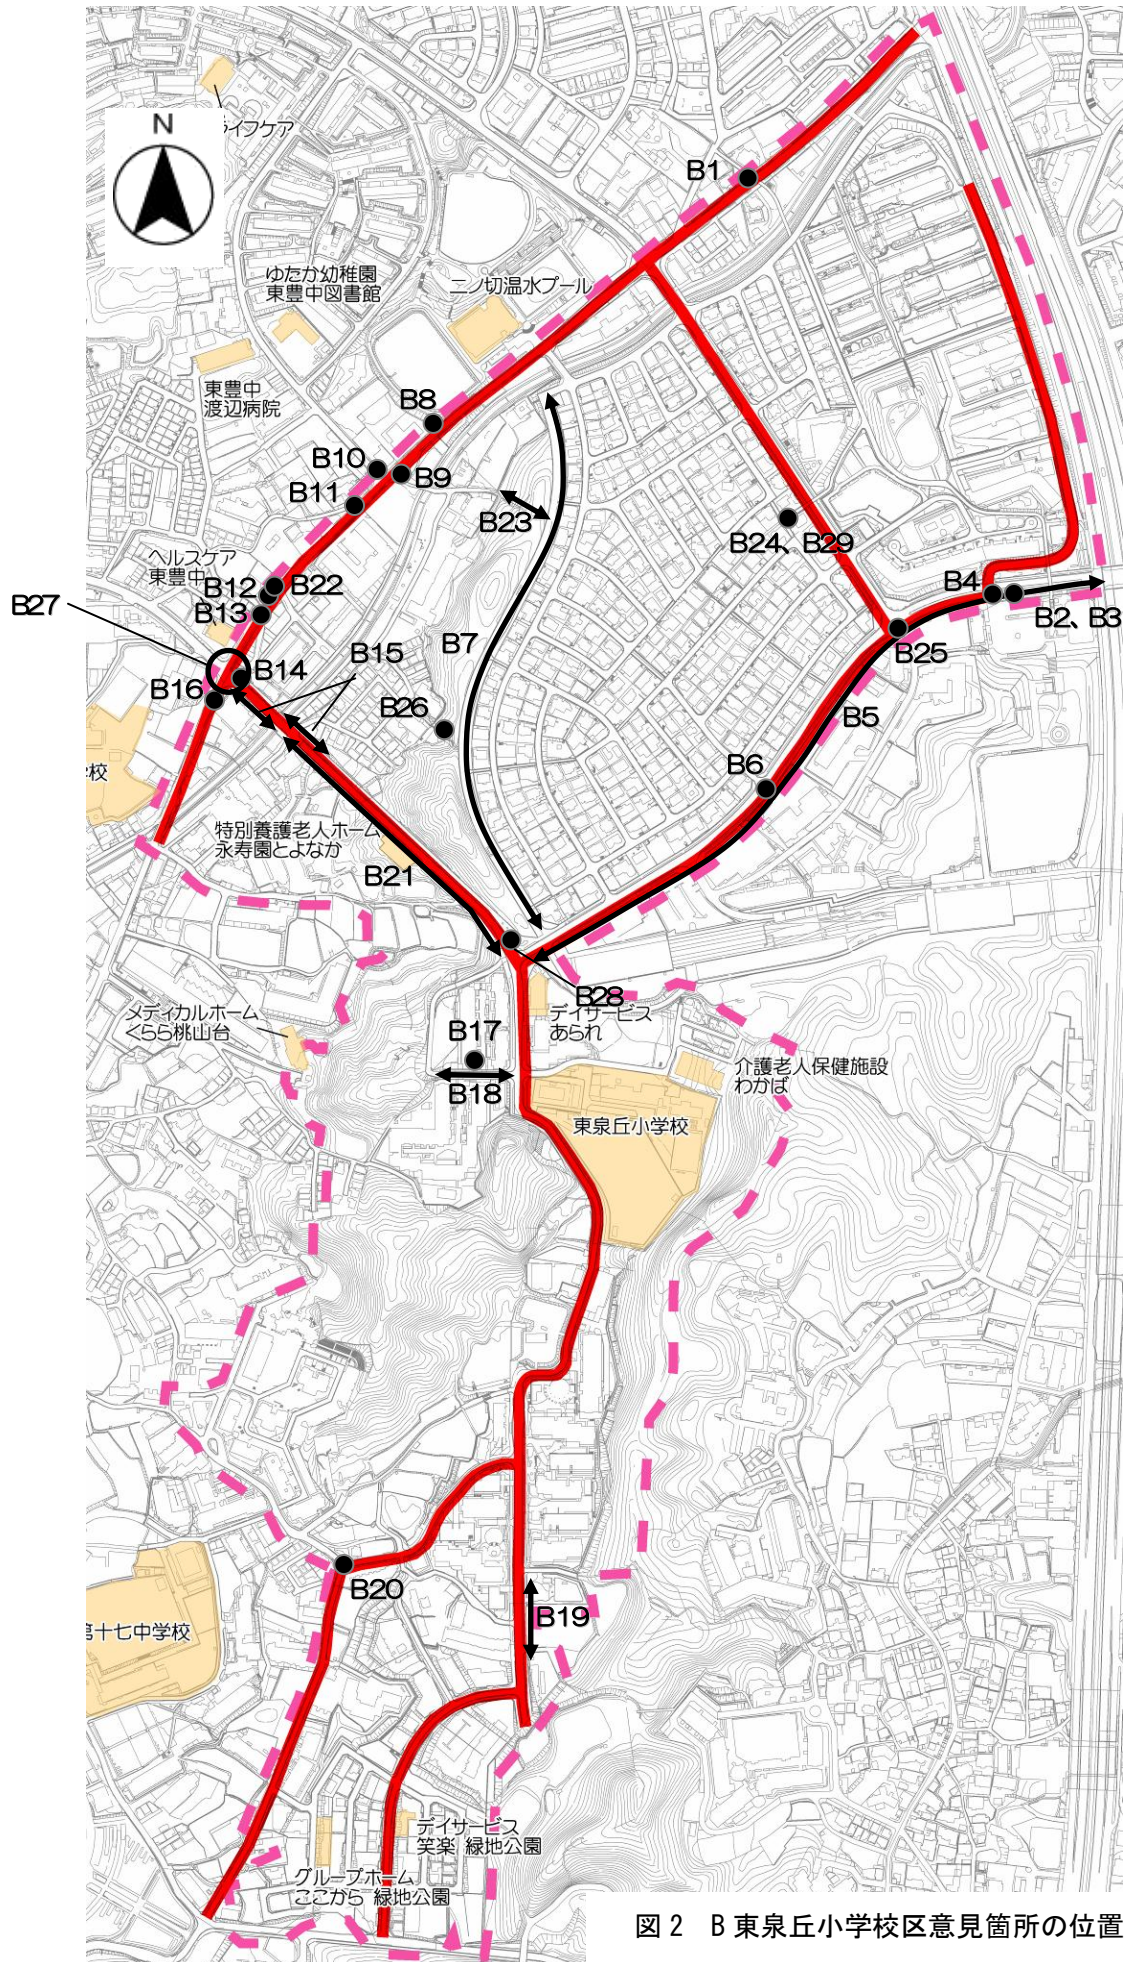 ライフケア
N
B1
ゆたか幼稚園
東豊中図書館
二ノ切温水プール
東豊中
渡辺病院
B8
B10
B9
B11
B23
B24、B29
ヘルスケア
東豊中
B12
B22
B4
B27
B13
B2、B3
B7
B25
B14
B15
B16
B26
B5
校
B6
特別養護老人ホーム
永寿園とよなか
B21
B28
メディカルホーム
くらら桃山台
デイサービス
あられ
B17
介護老人保健施設
わかば
B18
東泉丘小学校
B20
B19
第十七中学校
デイサービス
笑楽 緑地公園
グループホーム
ここから 緑地公園
図2 B東泉丘小学校区意見箇所の位置